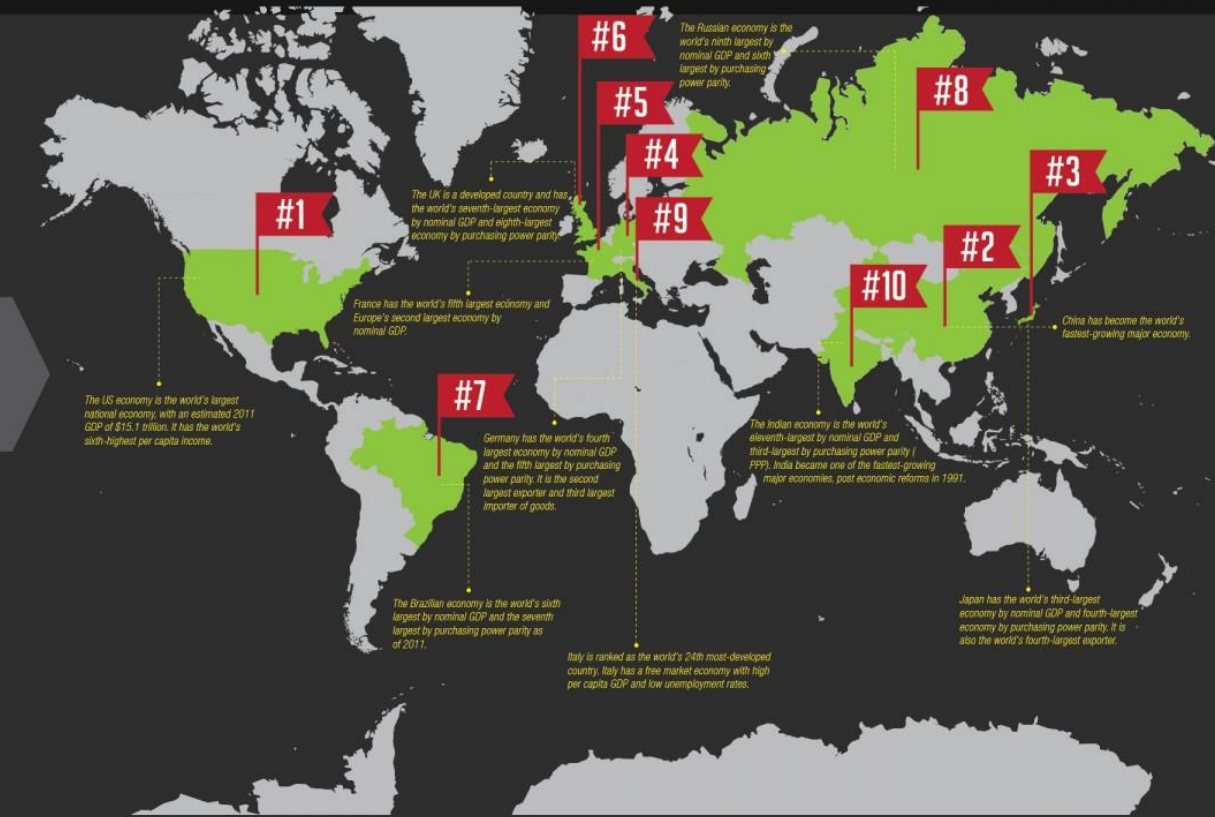 #6
The Russian economy is the
world's ninth largest by
nominal GDP and sixth
largest by purchasing
power parity.
#8
#5
#4
#3
The UK is a developed country and has
the world's seventh-largest economy
by nominal GDP and eighth-largest
economy by purchasing power parity
#1
#9
#2
#10
France has the world's fifth largest economy and
Europe's second largest economy by
nominal GDP.
China has become the world's
fastest-growing major economy.
The US economy is the world's largest
national economy, with an estimated 2011
GDP of $15.1 trillion. It has the world's
sixth-highest per capita income.
#7
Germany has the world's fourth
largest economy by nominal GDP
and the fifth largest by purchasing
power parity. It is the second
largest exporter and third largest
importer of goods.
The Indian economy is the world's
eleventh-largest by nominal GDP and
third-largest by purchasing power parity (
PPP). India became one of the fastest-growing
major economies, post economic reforms in 1991.
The Brazilian economy is the world's sixth
largest by nominal GDP and the seventh
largest by purchasing power parity as
of 2011.
Japan has the world's third-largest
economy by nominal GDP and fourth-largest
economy by purchasing power parity. It is
also the world's fourth-largest exporter.
Italy is ranked as the world's 24th most-developed
country. Italy has a free market economy with high
per capita GDP and low unemployment rates.